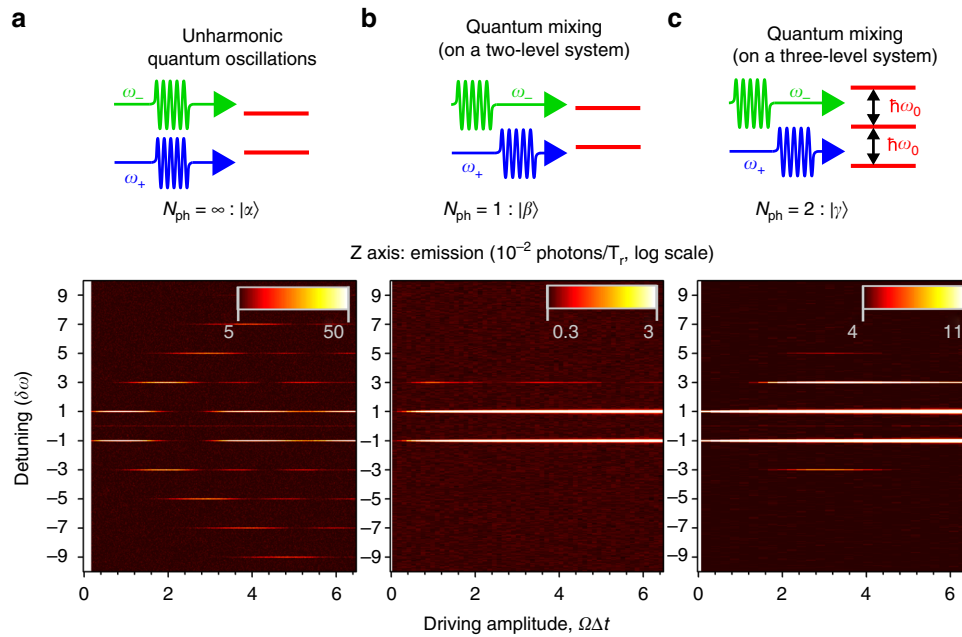 a
Unharmonic
quantum oscillations
ω₋
ω₊
N_ph = ∞ : |α⟩
b
Quantum mixing
(on a two-level system)
ω₋
ω₊
N_ph = 1 : |β⟩
c
Quantum mixing
(on a three-level system)
ω₋
ħω₀
ħω₀
ω₊
N_ph = 2 : |γ⟩
Z axis: emission (10⁻² photons/T_r, log scale)
Detuning (δω)
9
7
5
3
1
−1
−3
−5
−7
−9
5 50
0 2 4 6
9
7
5
3
1
−1
−3
−5
−7
−9
0.3 3
0 2 4 6
9
7
5
3
1
−1
−3
−5
−7
−9
4 11
0 2 4 6
Driving amplitude, ΩΔt